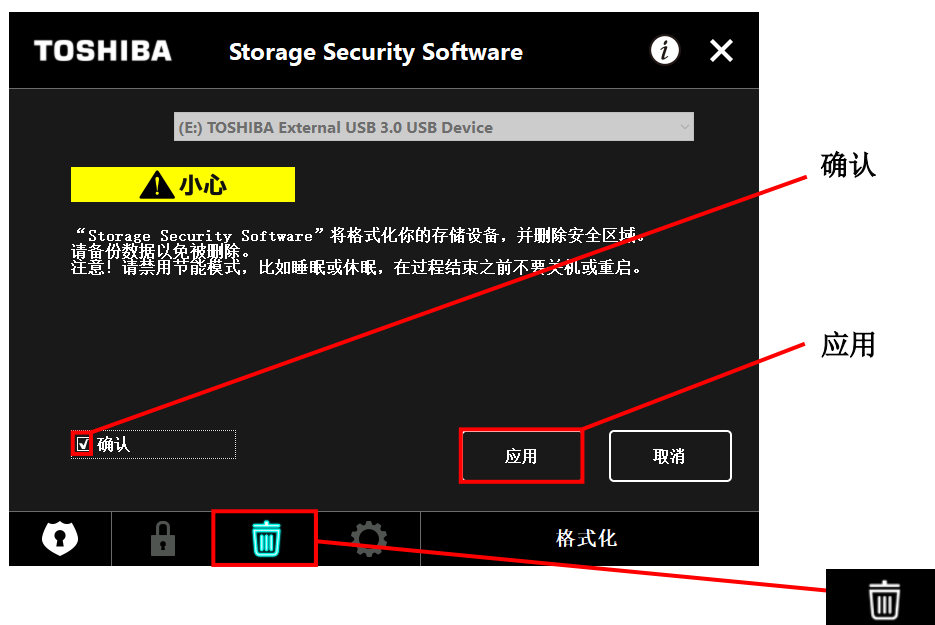 TOSHIBA
Storage Security Software
(E:) TOSHIBA External USB 3.0 USB Device
小心
确认
“Storage Security Software”将格式化你的存储设备，并删除安全区域。
请备份数据以免被删除。
注意！请禁用节能模式，比如睡眠或休眠，在过程结束之前不要关机或重启。
应用
确认
应用
取消
格式化